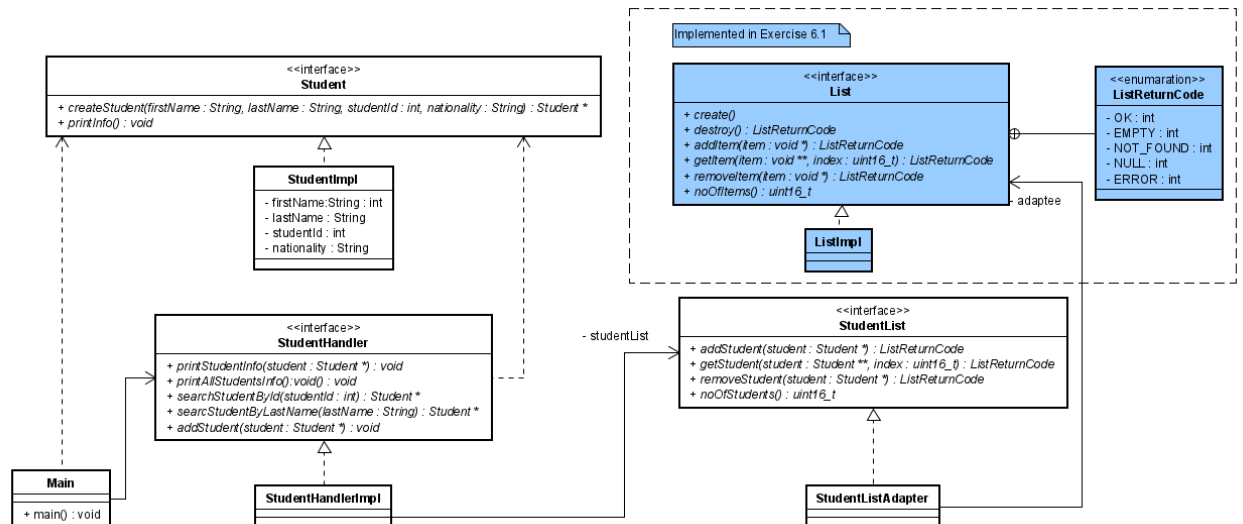 Implemented in Exercise 6.1
<<interface>>
Student
+ createStudent(firstName : String, lastName : String, studentId : int, nationality : String) : Student *
+ printInfo() : void
<<interface>>
List
+ create()
+ destroy() : ListReturnCode
+ addItem(item : void *) : ListReturnCode
+ getItem(item : void **, index : uint16_t) : ListReturnCode
+ removeItem(item : void *) : ListReturnCode
+ noOfItems() : uint16_t
<<enumaration>>
ListReturnCode
- OK : int
- EMPTY : int
- NOT_FOUND : int
- NULL : int
- ERROR : int
StudentImpl
- firstName:String : int
- lastName : String
- studentId : int
- nationality : String
- adaptee
ListImpl
<<interface>>
StudentHandler
+ printStudentInfo(student : Student *) : void
+ printAllStudentsInfo():void() : void
+ searchStudentById(studentId : int) : Student *
+ searcStudentByLastName(lastName : String) : Student *
+ addStudent(student : Student *) : void
- studentList
<<interface>>
StudentList
+ addStudent(student : Student *) : ListReturnCode
+ getStudent(student : Student **, index : uint16_t) : ListReturnCode
+ removeStudent(student : Student *) : ListReturnCode
+ noOfStudents() : uint16_t
Main
+ main() : void
StudentHandlerImpl
StudentListAdapter